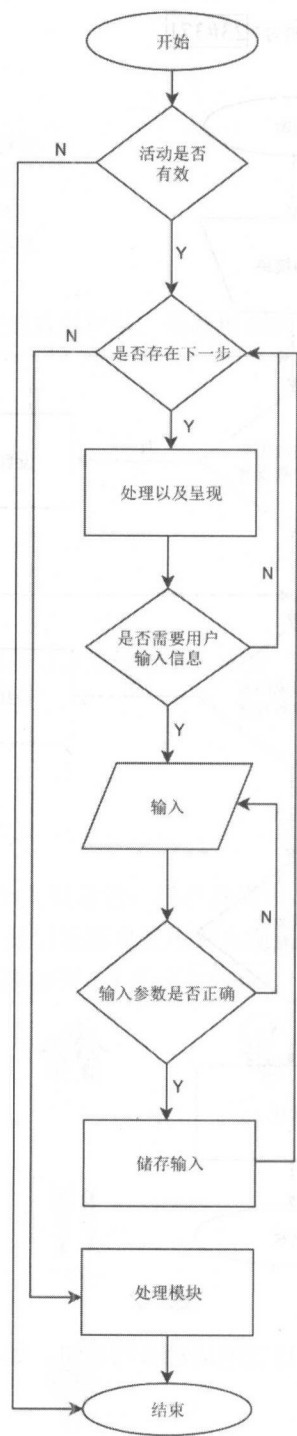 开始
活动是否
有效
N
Y
是否存在下一步
N
Y
处理以及呈现
N
是否需要用户
输入信息
Y
输入
N
输入参数是否正确
Y
储存输入
处理模块
结束